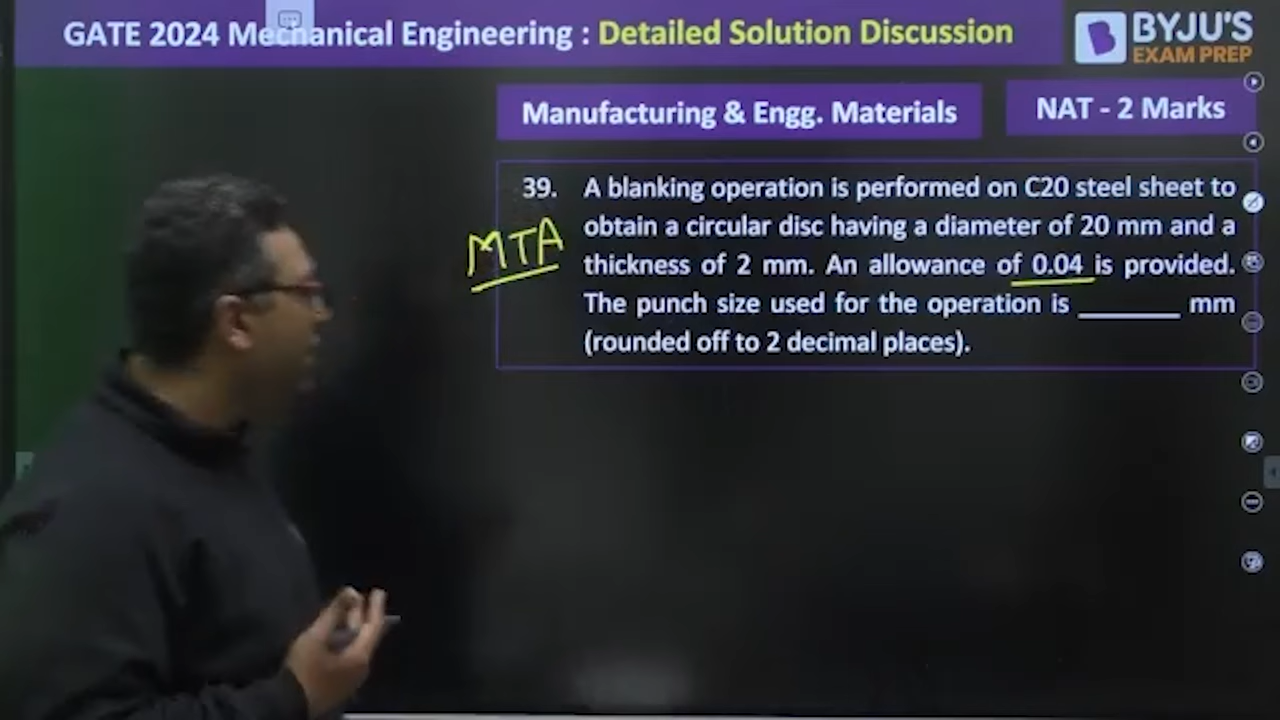 GATE 2024 Mechanical Engineering : Detailed Solution Discussion
BYJU'S
EXAM PREP
Manufacturing & Engg. Materials
NAT - 2 Marks
39. A blanking operation is performed on C20 steel sheet to
obtain a circular disc having a diameter of 20 mm and a
MTA
thickness of 2 mm. An allowance of 0.04 is provided.
The punch size used for the operation is ________ mm
(rounded off to 2 decimal places).